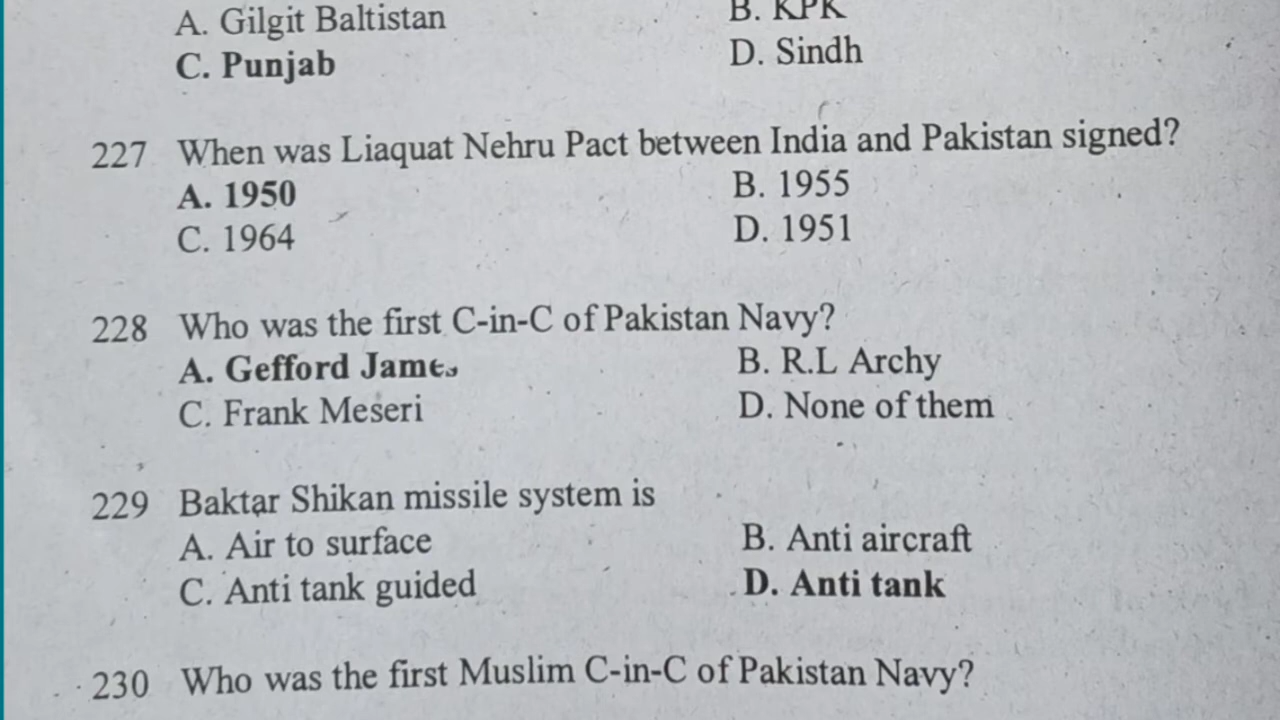 A. Gilgit Baltistan B. KPK
C. Punjab D. Sindh
227 When was Liaquat Nehru Pact between India and Pakistan signed?
A. 1950 B. 1955
C. 1964 D. 1951
228 Who was the first C-in-C of Pakistan Navy?
A. Gefford James B. R.L Archy
C. Frank Meseri D. None of them
229 Baktar Shikan missile system is
A. Air to surface B. Anti aircraft
C. Anti tank guided D. Anti tank
230 Who was the first Muslim C-in-C of Pakistan Navy?